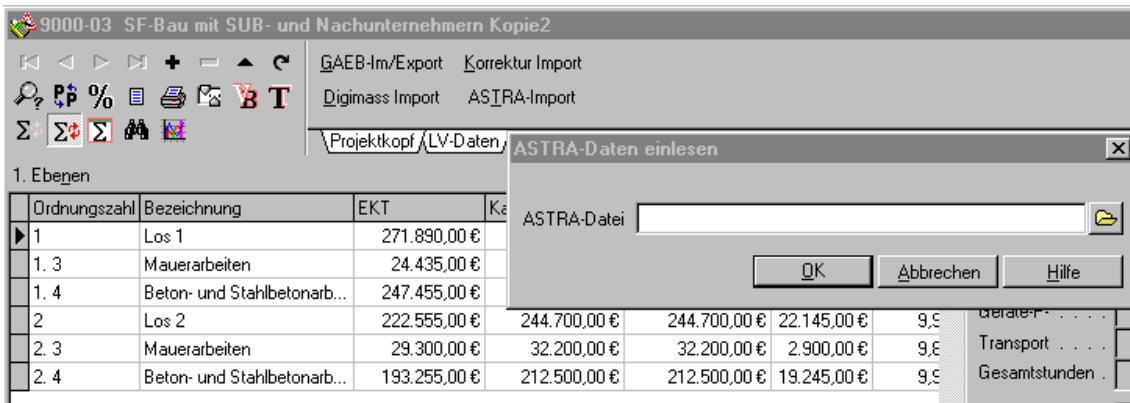 9000-03 SF-Bau mit SUB- und Nachunternehmern Kopie2
GAEB-Im/Export Korrektur Import
Digimass Import ASTRA-Import
Projektkopf LV-Daten
ASTRA-Daten einlesen
ASTRA-Datei
OK Abbrechen Hilfe
1. Ebenen
Ordnungszahl Bezeichnung EKT
1 Los 1 271.890,00 €
1. 3 Mauerarbeiten 24.435,00 €
1. 4 Beton- und Stahlbetonarb... 247.455,00 €
2 Los 2 222.555,00 € 244.700,00 € 244.700,00 € 22.145,00 €
2. 3 Mauerarbeiten 29.300,00 € 32.200,00 € 32.200,00 € 2.900,00 €
2. 4 Beton- und Stahlbetonarb... 193.255,00 € 212.500,00 € 212.500,00 € 19.245,00 €
Transport . . . .
Gesamtstunden .